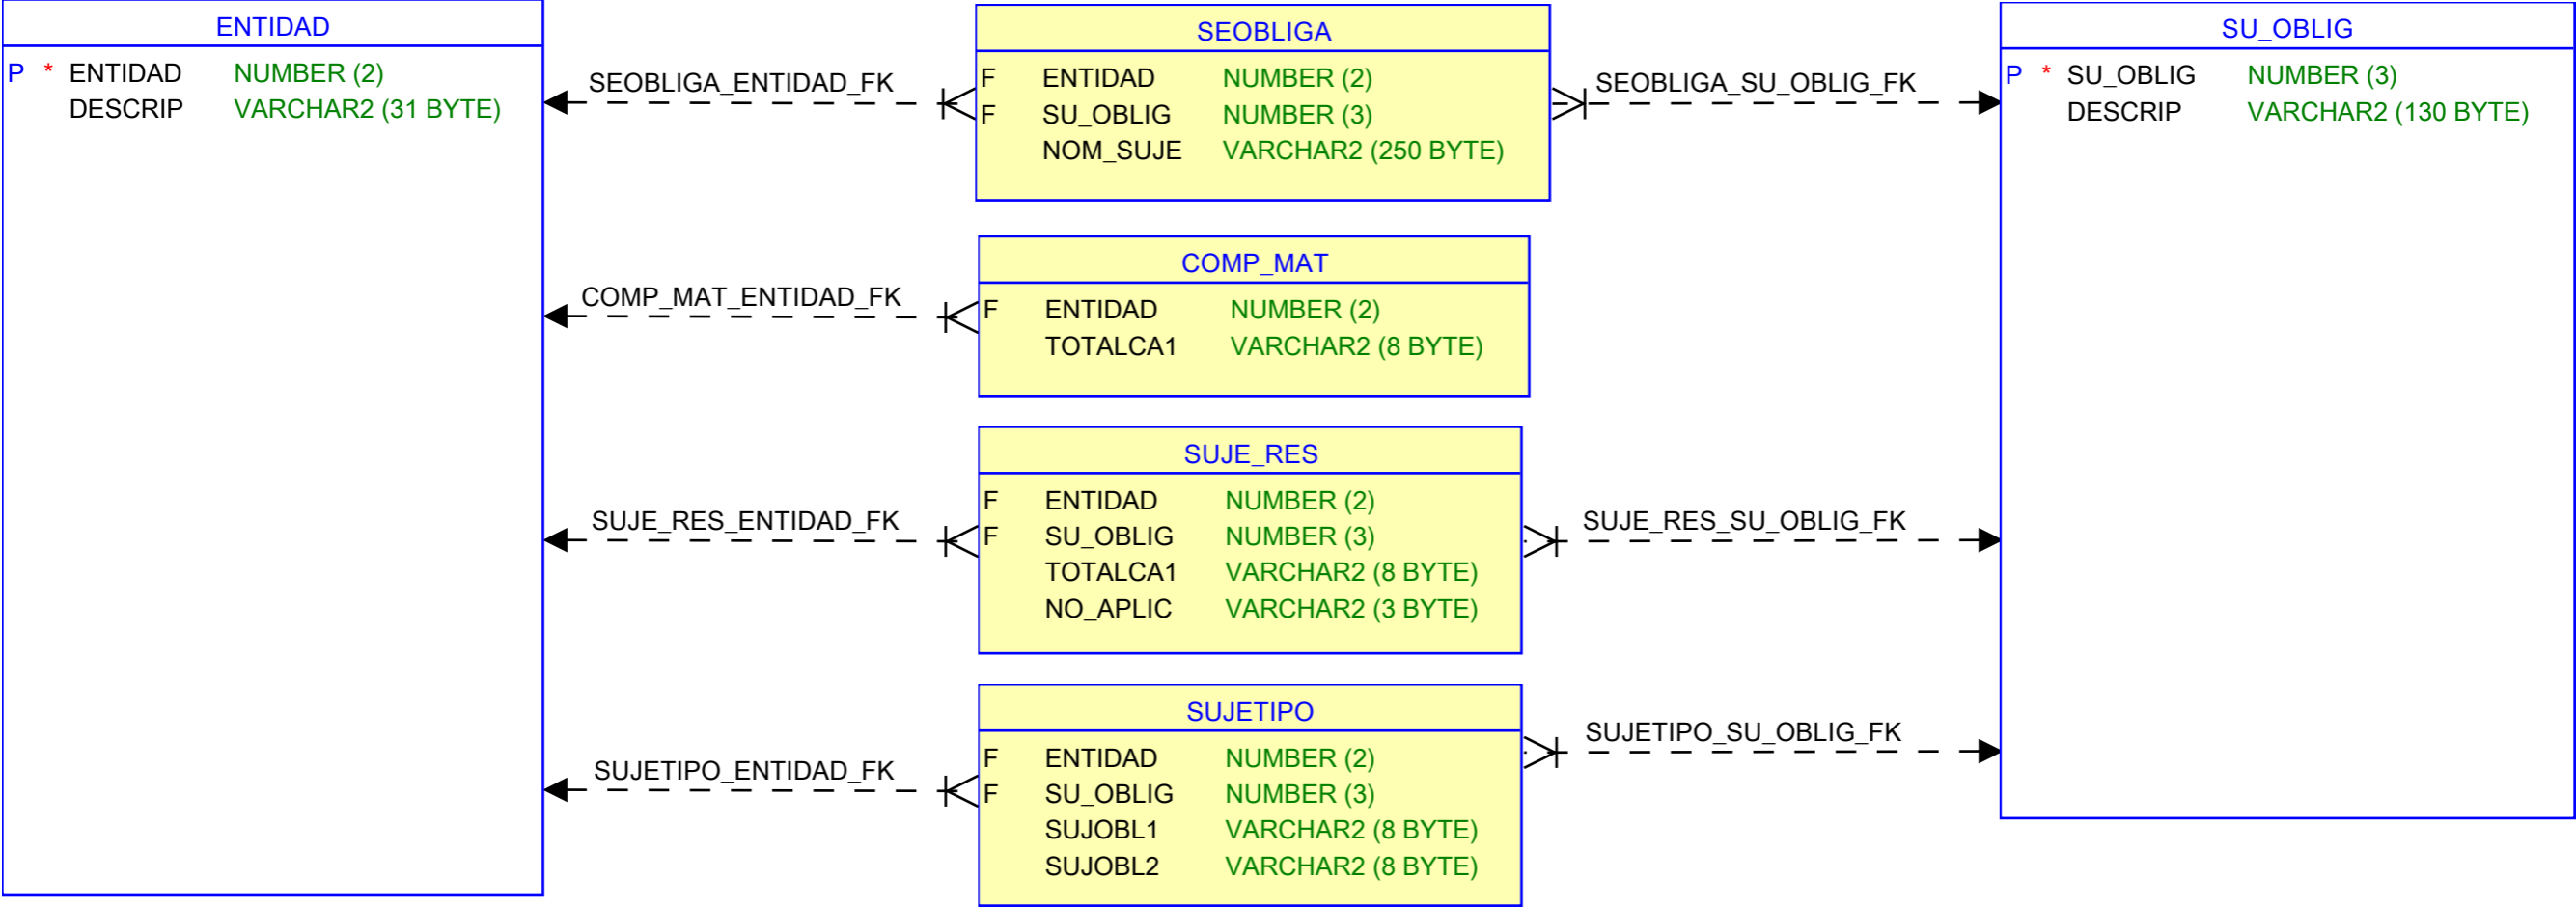 ENTIDAD
P * ENTIDAD NUMBER (2)
DESCRIP VARCHAR2 (31 BYTE)
SEOBLIGA_ENTIDAD_FK
SEOBLIGA
F ENTIDAD NUMBER (2)
F SU_OBLIG NUMBER (3)
NOM_SUJE VARCHAR2 (250 BYTE)
SEOBLIGA_SU_OBLIG_FK
SU_OBLIG
P * SU_OBLIG NUMBER (3)
DESCRIP VARCHAR2 (130 BYTE)
COMP_MAT_ENTIDAD_FK
COMP_MAT
F ENTIDAD NUMBER (2)
TOTALCA1 VARCHAR2 (8 BYTE)
SUJE_RES_ENTIDAD_FK
SUJE_RES
F ENTIDAD NUMBER (2)
F SU_OBLIG NUMBER (3)
TOTALCA1 VARCHAR2 (8 BYTE)
NO_APLIC VARCHAR2 (3 BYTE)
SUJE_RES_SU_OBLIG_FK
SUJETIPO_ENTIDAD_FK
SUJETIPO
F ENTIDAD NUMBER (2)
F SU_OBLIG NUMBER (3)
SUJOBL1 VARCHAR2 (8 BYTE)
SUJOBL2 VARCHAR2 (8 BYTE)
SUJETIPO_SU_OBLIG_FK